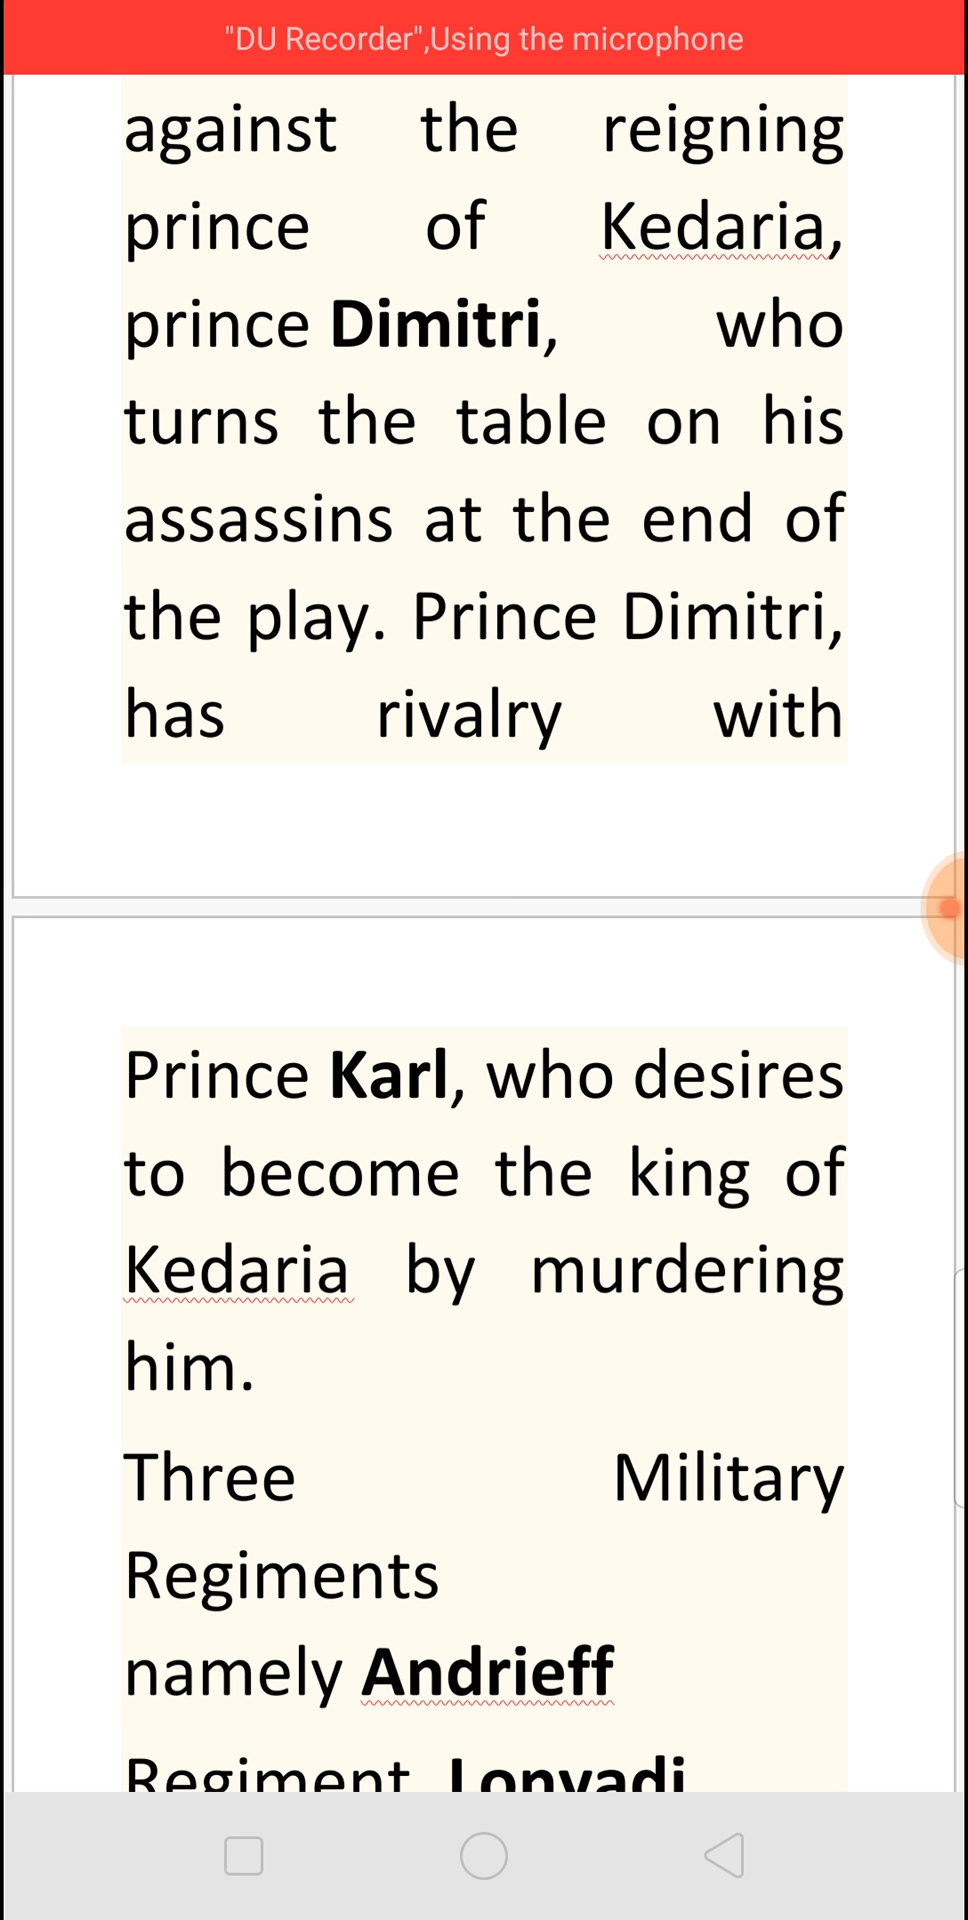 "DU Recorder",Using the microphone
against the reigning
prince of Kedaria,
prince Dimitri, who
turns the table on his
assassins at the end of
the play. Prince Dimitri,
has rivalry with
Prince Karl, who desires
to become the king of
Kedaria by murdering
him.
Three Military
Regiments
namely Andrieff
Regiment Lonyadi